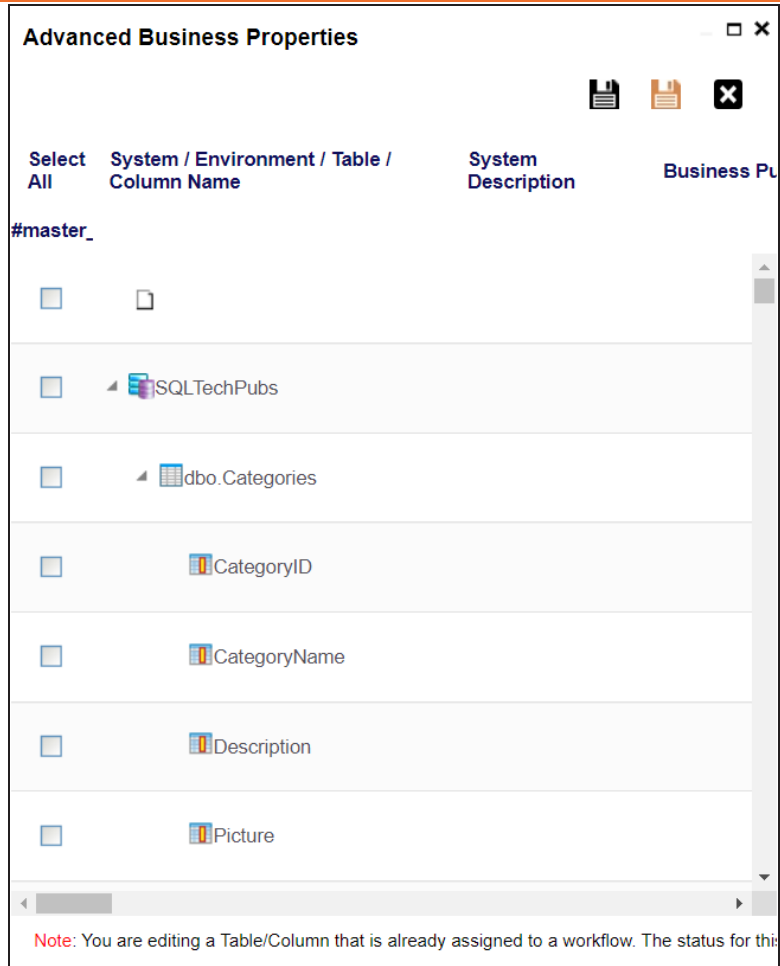 Advanced Business Properties
Select All
System / Environment / Table / Column Name
System Description
Business Pu
#master_
SQLTechPubs
dbo.Categories
CategoryID
CategoryName
Description
Picture
Note: You are editing a Table/Column that is already assigned to a workflow. The status for this